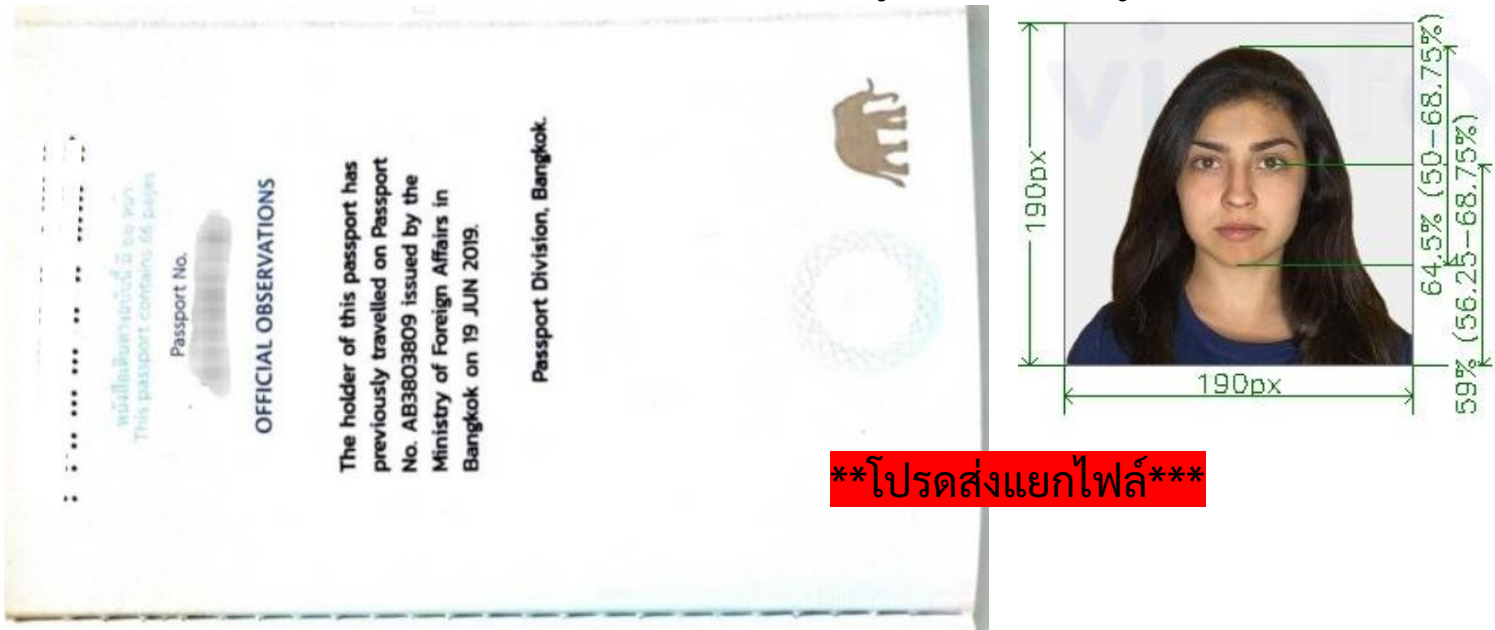 หนังสือเดินทางฉบับนี้ มี ๖๖ หน้า
This passport contains 66 pages
Passport No.
OFFICIAL OBSERVATIONS
The holder of this passport has
previously travelled on Passport
No. AB3803809 issued by the
Ministry of Foreign Affairs in
Bangkok on 19 JUN 2019.
Passport Division, Bangkok.
190px
190px
64.5% (50-68.75%)
59% (56.25-68.75%)
**โปรดส่งแยกไฟล์***